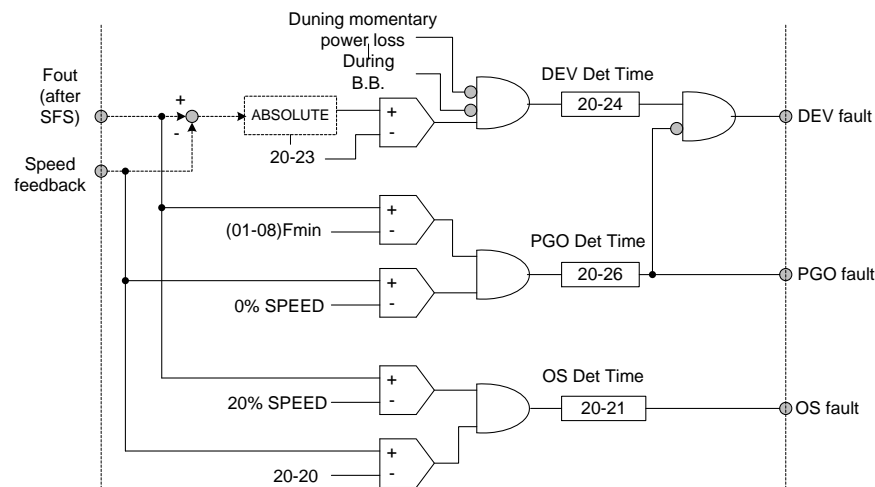 Duning momentary
power loss
During
B.B.
Fout
(after
SFS)
+
-
ABSOLUTE
20-23
+
-
DEV Det Time
20-24
DEV fault
Speed
feedback
+
-
(01-08)Fmin
PGO Det Time
20-26
PGO fault
+
-
0% SPEED
+
-
20% SPEED
OS Det Time
20-21
OS fault
+
-
20-20